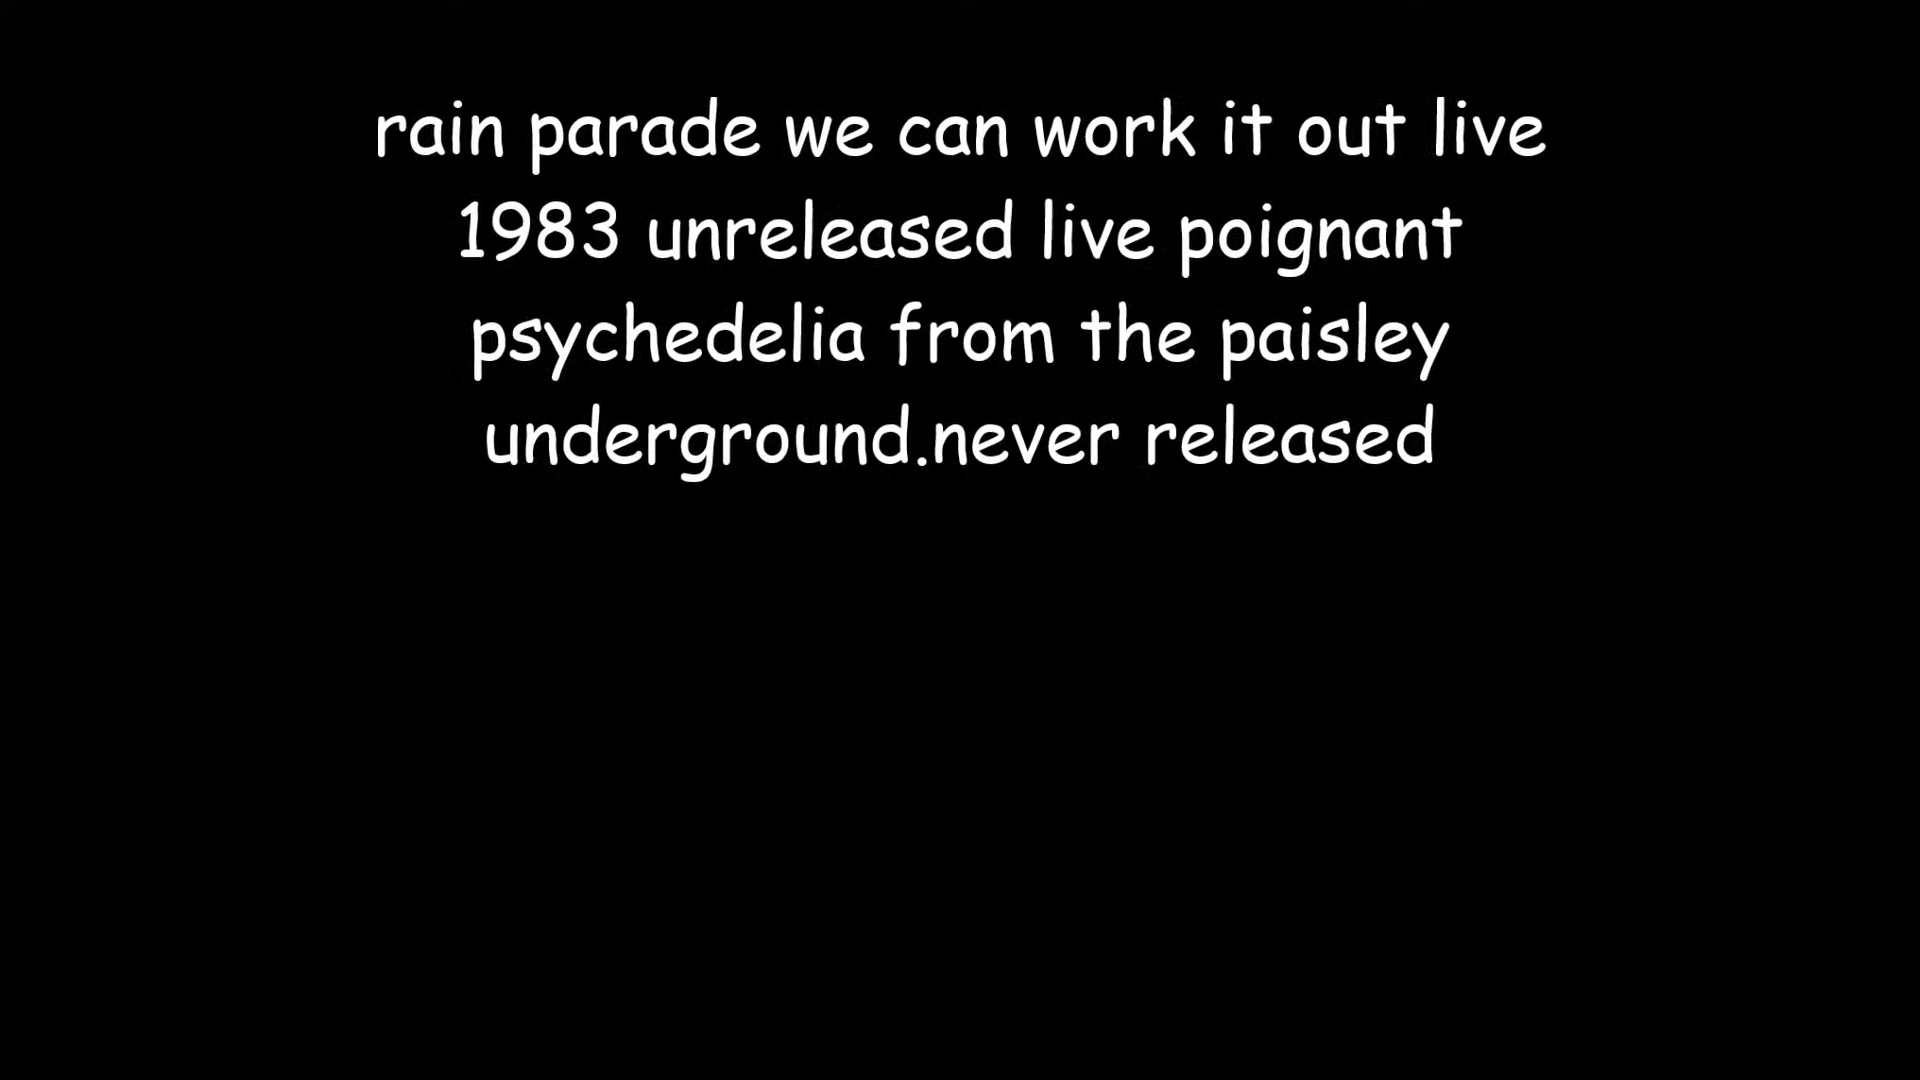 rain parade we can work it out live
1983 unreleased live poignant
psychedelia from the paisley
underground.never released